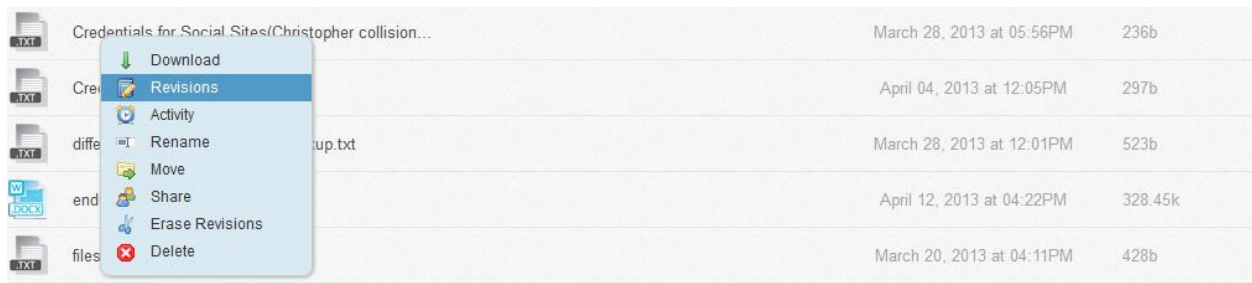 Credentials for Social Sites(Christopher collision... March 28, 2013 at 05:56PM 236b
Download
Revisions
April 04, 2013 at 12:05PM 297b
Activity
Rename
up.txt March 28, 2013 at 12:01PM 523b
Move
Share
end April 12, 2013 at 04:22PM 328.45k
Erase Revisions
Delete
files March 20, 2013 at 04:11PM 428b
.TXT
.TXT
.TXT
W
.DOCX
.TXT